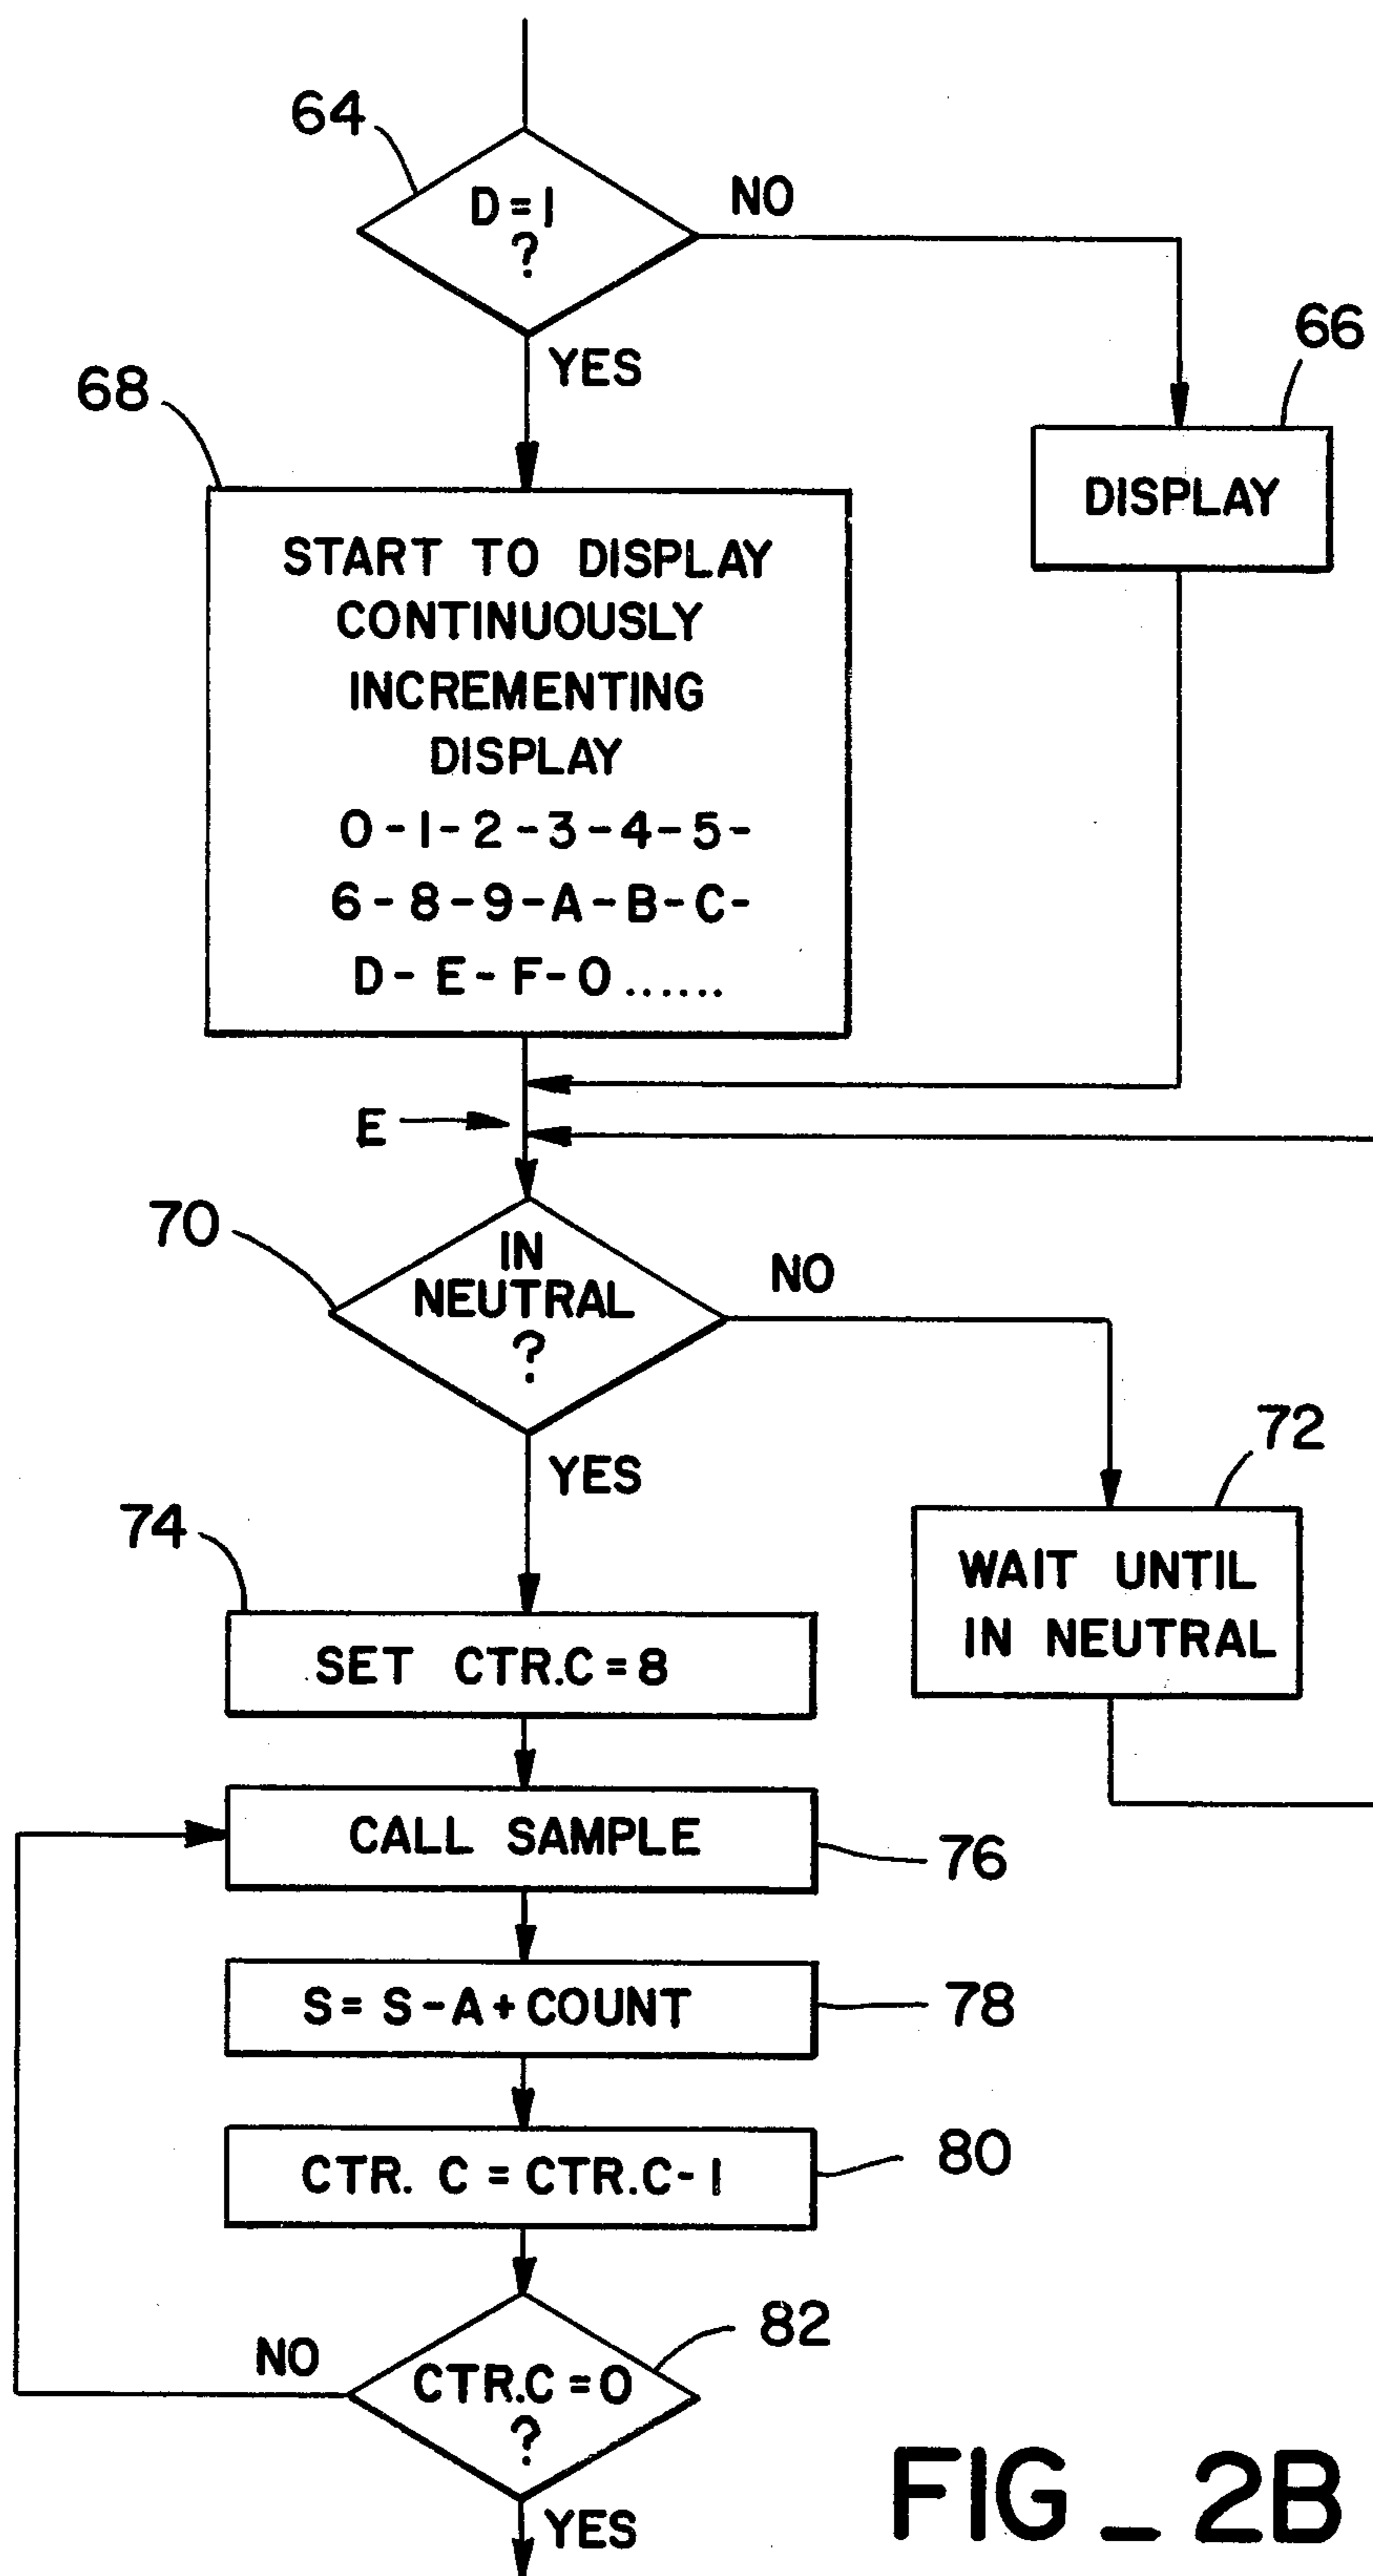 64
D=1
?
NO
YES
66
DISPLAY
68
START TO DISPLAY
CONTINUOUSLY
INCREMENTING
DISPLAY
0-1-2-3-4-5-
6-8-9-A-B-C-
D-E-F-0......
E
70
IN
NEUTRAL
?
NO
YES
72
WAIT UNTIL
IN NEUTRAL
74
SET CTR.C=8
CALL SAMPLE
76
S=S-A+COUNT
78
CTR. C=CTR.C-1
80
82
NO
CTR.C=0
?
YES
FIG_2B